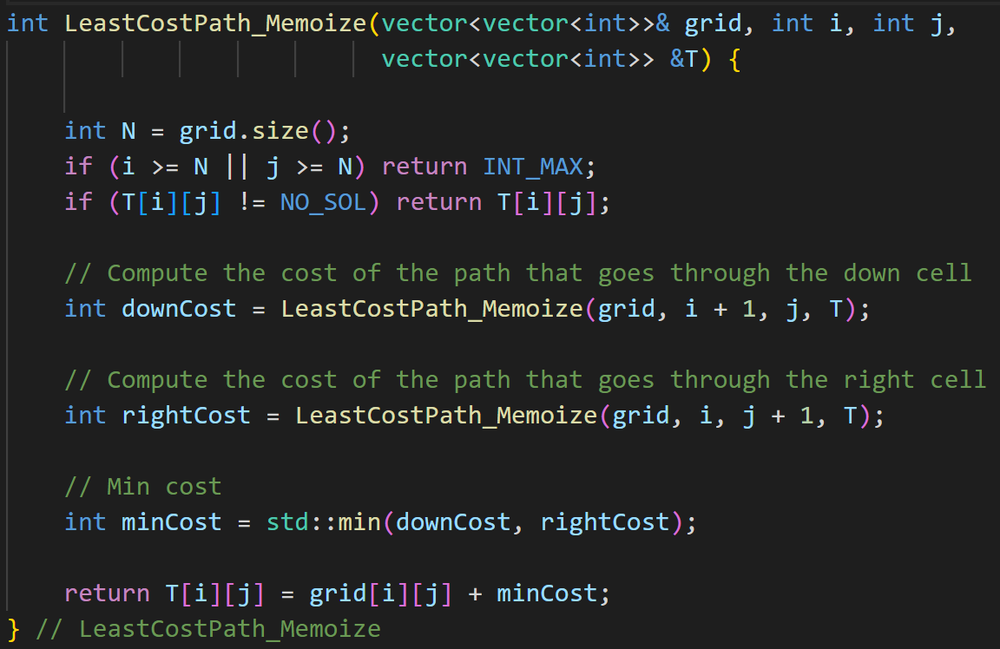 int LeastCostPath_Memoize(vector<vector<int>>& grid, int i, int j,
vector<vector<int>> &T) {
int N = grid.size();
if (i >= N || j >= N) return INT_MAX;
if (T[i][j] != NO_SOL) return T[i][j];
// Compute the cost of the path that goes through the down cell
int downCost = LeastCostPath_Memoize(grid, i + 1, j, T);
// Compute the cost of the path that goes through the right cell
int rightCost = LeastCostPath_Memoize(grid, i, j + 1, T);
// Min cost
int minCost = std::min(downCost, rightCost);
return T[i][j] = grid[i][j] + minCost;
} // LeastCostPath_Memoize